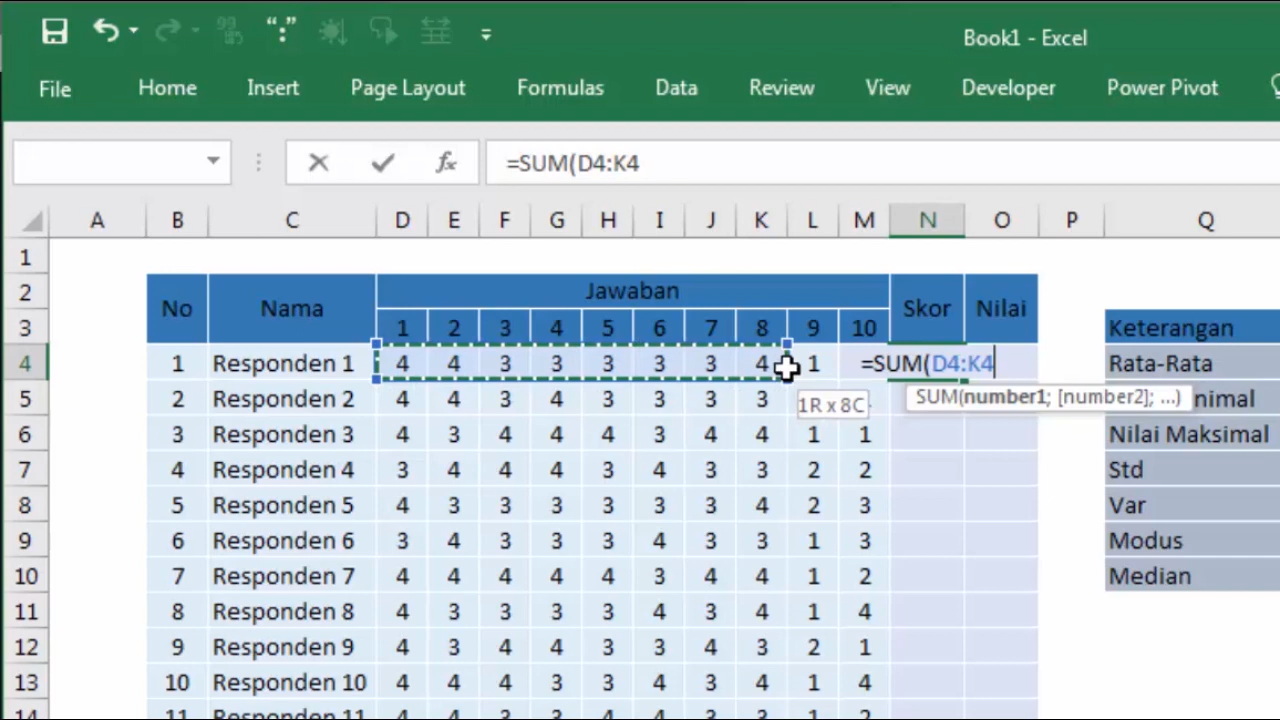 Book1 - Excel
File Home Insert Page Layout Formulas Data Review View Developer Power Pivot
=SUM(D4:K4
A B C D E F G H I J K L M N O P Q
1
2 No Nama Jawaban Skor Nilai
3 1 2 3 4 5 6 7 8 9 10 Keterangan
4 1 Responden 1 4 4 3 3 3 3 3 4 1 =SUM(D4:K4 Rata-Rata
SUM(number1; [number2]; ...)
5 2 Responden 2 4 4 3 4 3 3 3 3 nimal
1R x 8C
6 3 Responden 3 4 3 4 4 4 3 4 4 1 1 Nilai Maksimal
7 4 Responden 4 3 4 4 4 3 4 3 3 2 2 Std
8 5 Responden 5 4 3 3 3 3 3 3 4 2 3 Var
9 6 Responden 6 3 4 3 3 3 4 3 3 1 3 Modus
10 7 Responden 7 4 4 4 4 4 3 4 4 1 2 Median
11 8 Responden 8 4 3 3 3 4 3 3 4 1 4
12 9 Responden 9 4 3 4 3 3 3 4 3 2 1
13 10 Responden 10 4 4 4 3 3 4 3 4 1 4
14 11 Responden 11 4 4 3 3 3 4 3 3 1 2